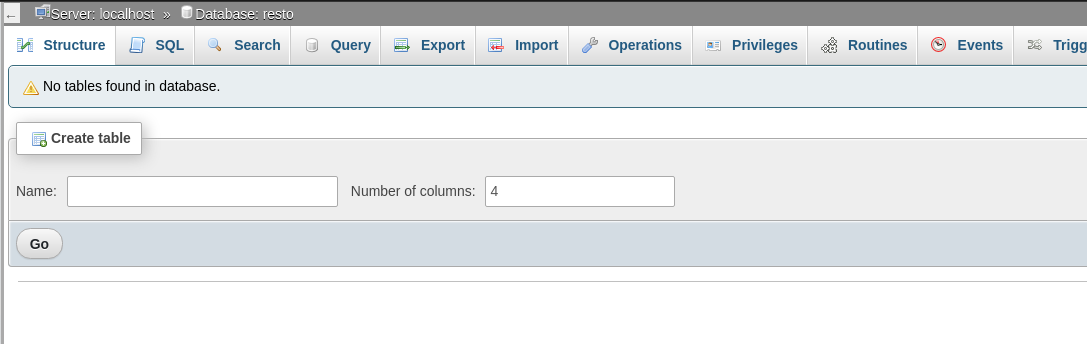 ← Server: localhost » Database: resto
Structure SQL Search Query Export Import Operations Privileges Routines Events Trigg
No tables found in database.
Create table
Name: Number of columns: 4
Go